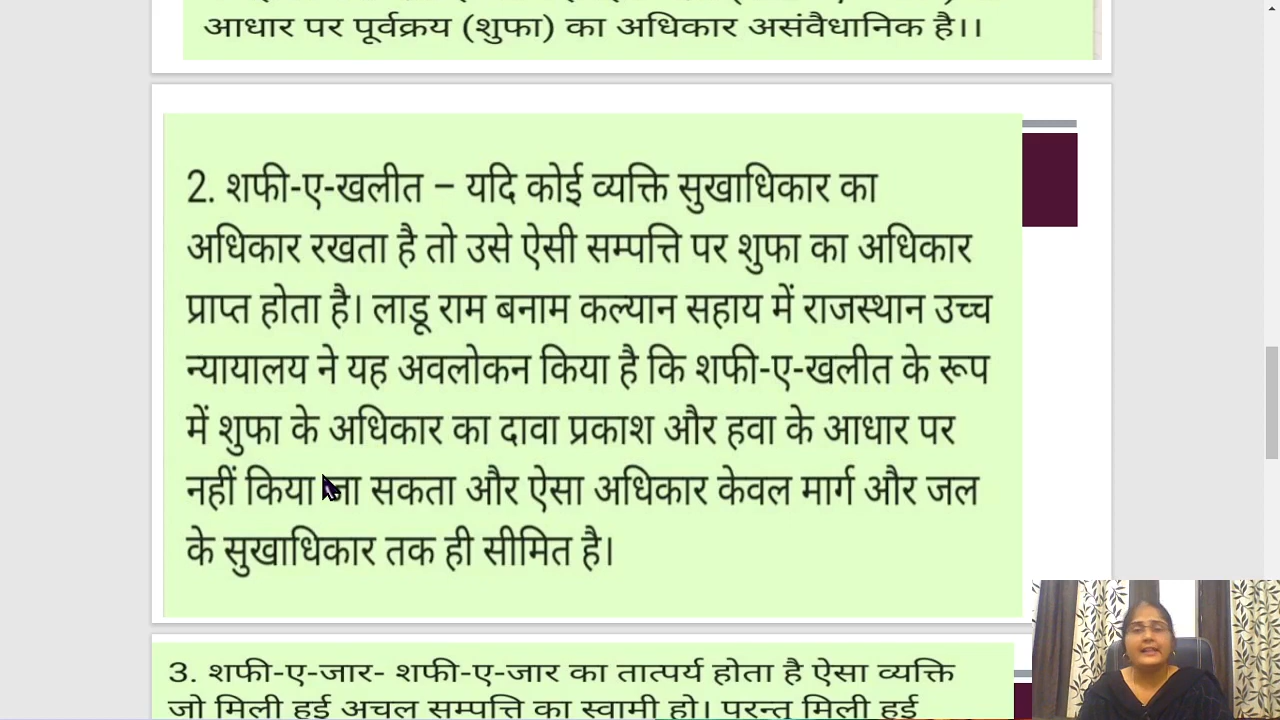 आधार पर पूर्वक्रय (शुफा) का अधिकार असंवैधानिक है।।
2. शफी-ए-खलीत – यदि कोई व्यक्ति सुखाधिकार का
अधिकार रखता है तो उसे ऐसी सम्पत्ति पर शुफा का अधिकार
प्राप्त होता है। लाडू राम बनाम कल्यान सहाय में राजस्थान उच्च
न्यायालय ने यह अवलोकन किया है कि शफी-ए-खलीत के रूप
में शुफा के अधिकार का दावा प्रकाश और हवा के आधार पर
नहीं किया जा सकता और ऐसा अधिकार केवल मार्ग और जल
के सुखाधिकार तक ही सीमित है।
3. शफी-ए-जार- शफी-ए-जार का तात्पर्य होता है ऐसा व्यक्ति
जो मिली हुई अचल सम्पत्ति का स्वामी हो। परन्तु मिली हुई